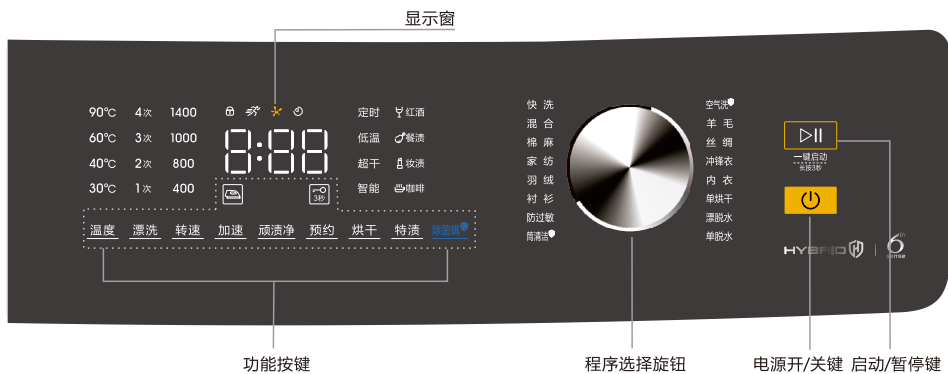 显示窗
90℃ 4次 1400
60℃ 3次 1000
40℃ 2次 800
30℃ 1次 400
8:88
定时 红酒
低温 餐渍
超干 妆渍
智能 咖啡
3秒
温度 漂洗 转速 加速 顽渍净 预约 烘干 特渍 除菌螨
快洗
混合
棉麻
家纺
羽绒
衬衫
防过敏
筒清洁
空气洗
羊毛
丝绸
冲锋衣
内衣
单烘干
漂脱水
单脱水
一键启动
长按3秒
HYBRID
6th
sense
功能按键
程序选择旋钮
电源开/关键
启动/暂停键